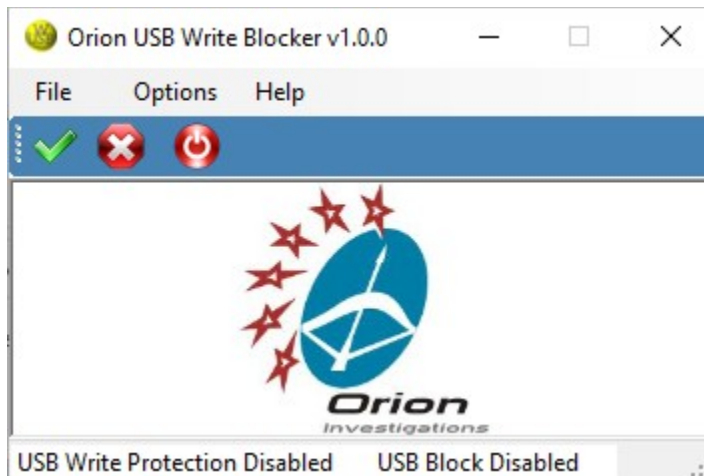 Orion USB Write Blocker v1.0.0
File Options Help
Orion
Investigations
USB Write Protection Disabled USB Block Disabled